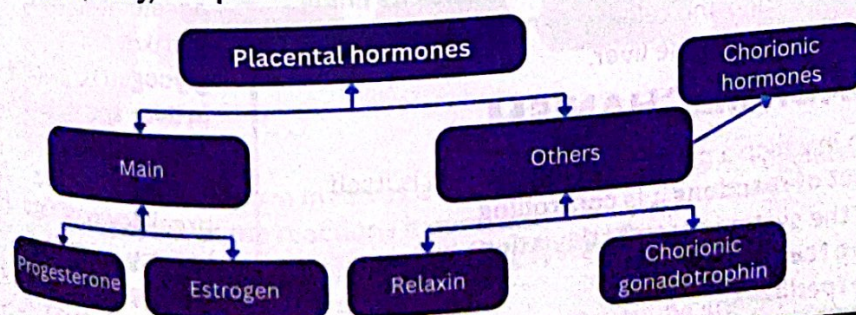 Placental hormones
Chorionic
hormones
Main
Others
Progesterone
Estrogen
Relaxin
Chorionic
gonadotrophin